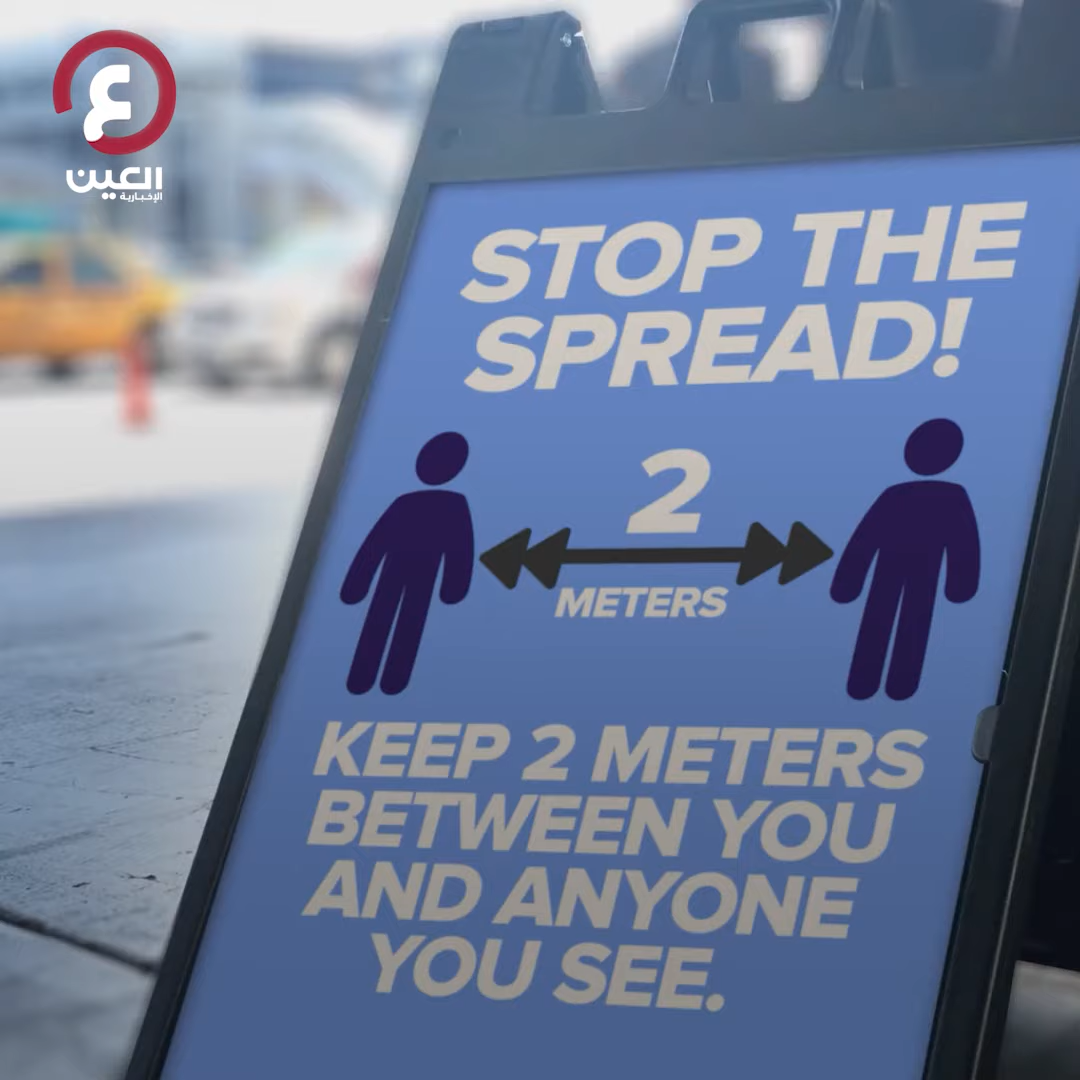 ع
العين
الإخبارية
STOP THE
SPREAD!
2
METERS
KEEP 2 METERS
BETWEEN YOU
AND ANYONE
YOU SEE.